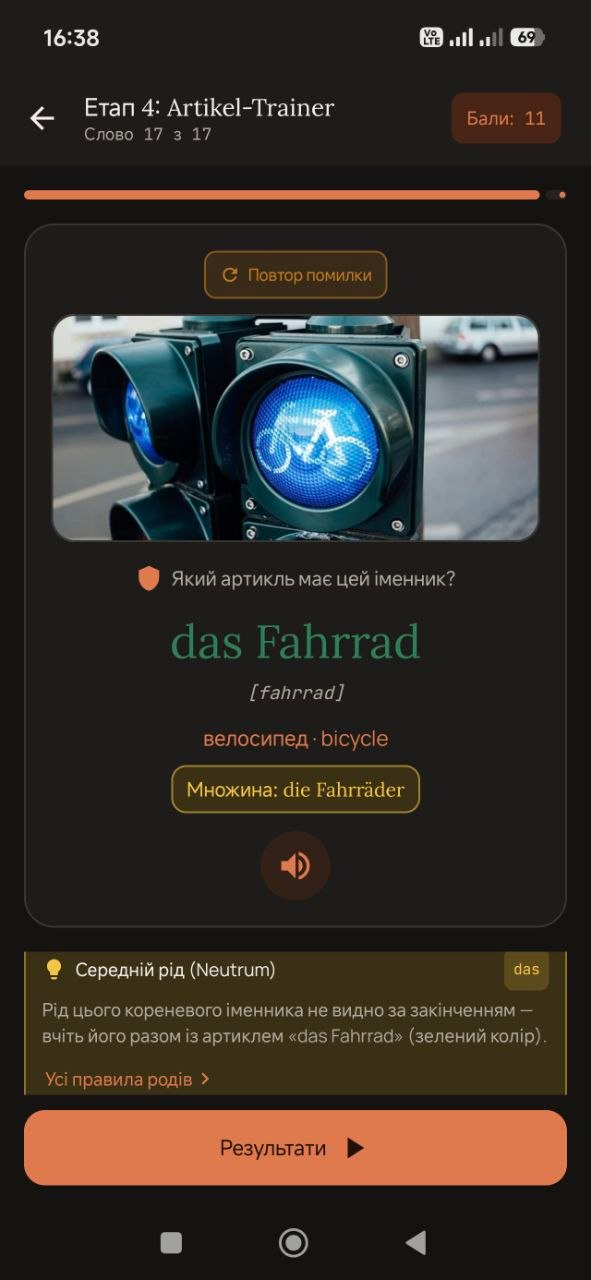 16:38
Vo LTE 69
Етап 4: Artikel-Trainer
Слово 17 з 17
Бали: 11
Повтор помилки
Який артикль має цей іменник?
das Fahrrad
[fahrrad]
велосипед · bicycle
Множина: die Fahrräder
Середній рід (Neutrum)
das
Рід цього кореневого іменника не видно за закінченням —
вчіть його разом із артиклем «das Fahrrad» (зелений колір).
Усі правила родів
Результати